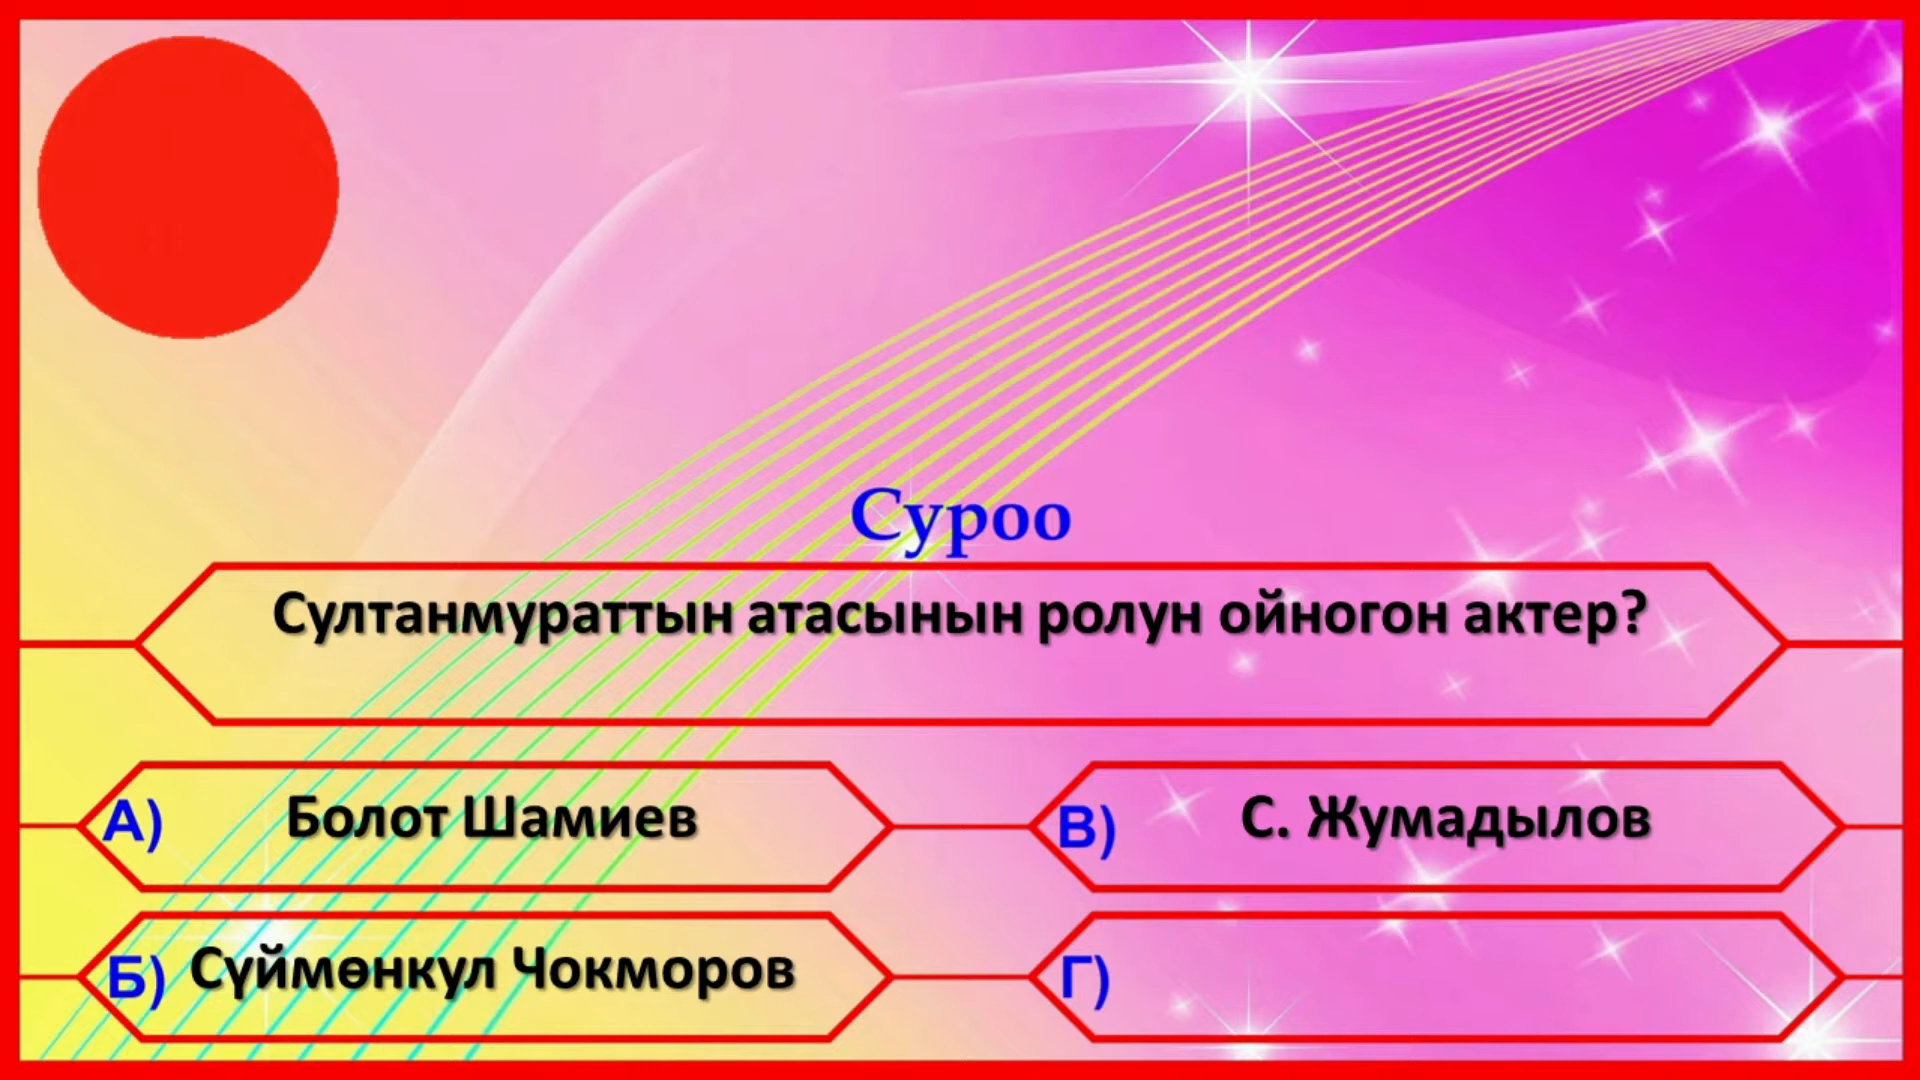 Суроо
Султанмураттын атасынын ролун ойногон актер?
А) Болот Шамиев
В) С. Жумадылов
Б) Сүймөнкул Чокморов
Г)